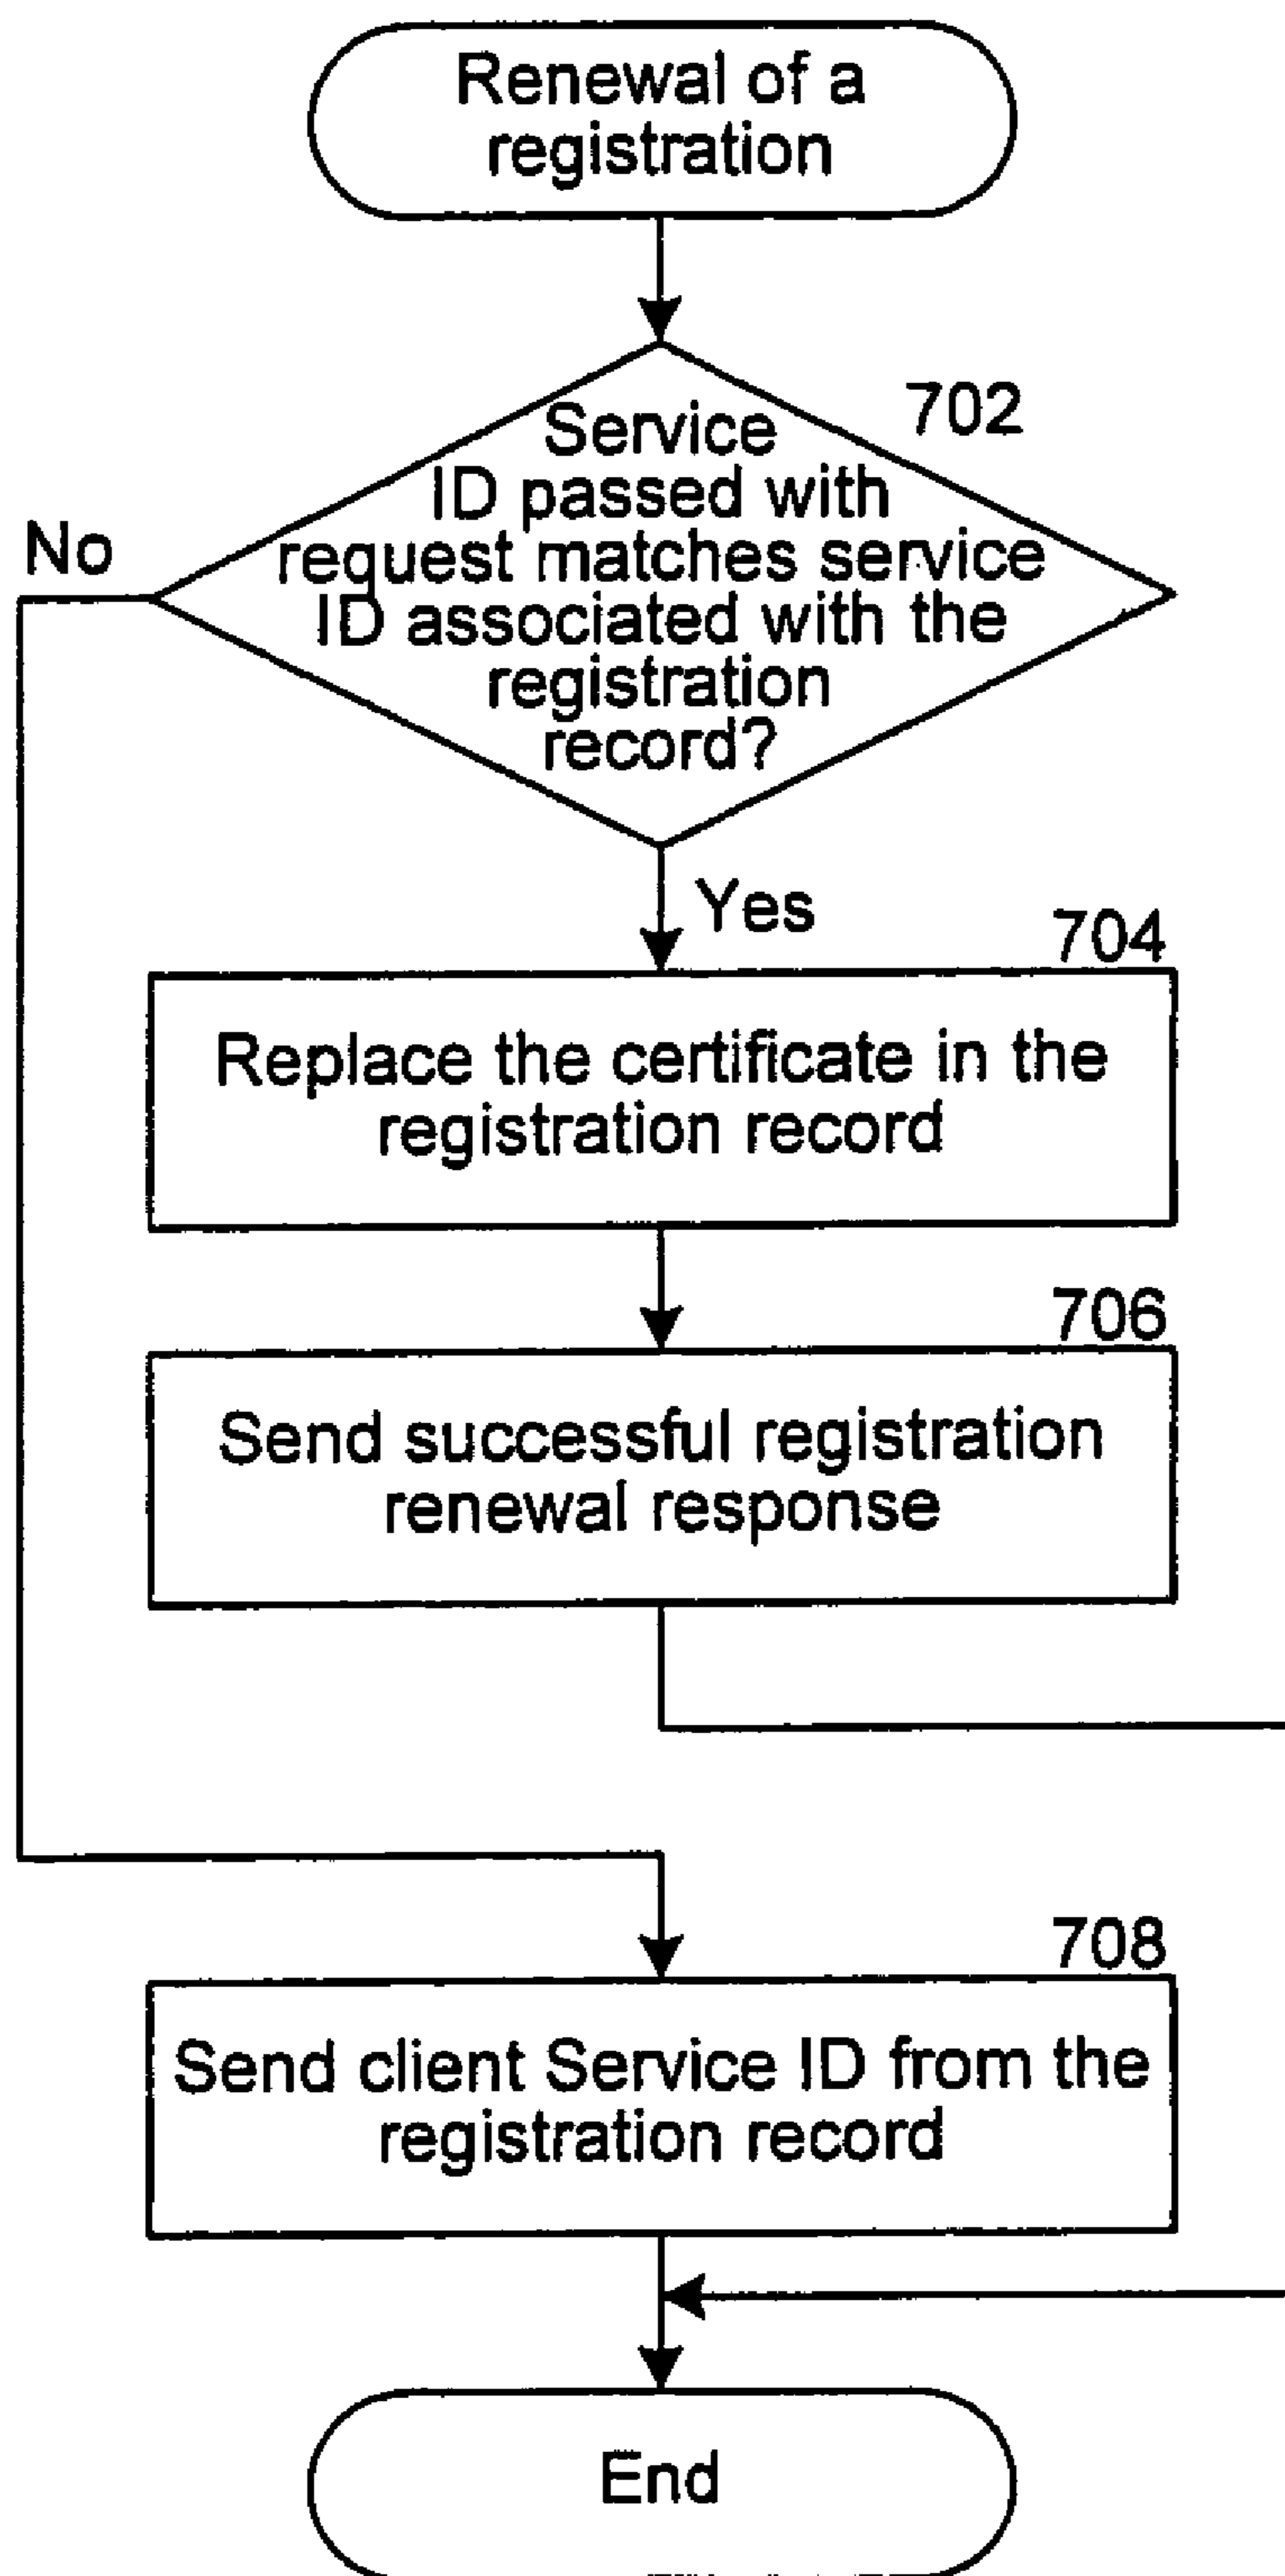 Renewal of a
registration
702
Service
ID passed with
request matches service
ID associated with the
registration
record?
No
Yes
704
Replace the certificate in the
registration record
706
Send successful registration
renewal response
708
Send client Service ID from the
registration record
End